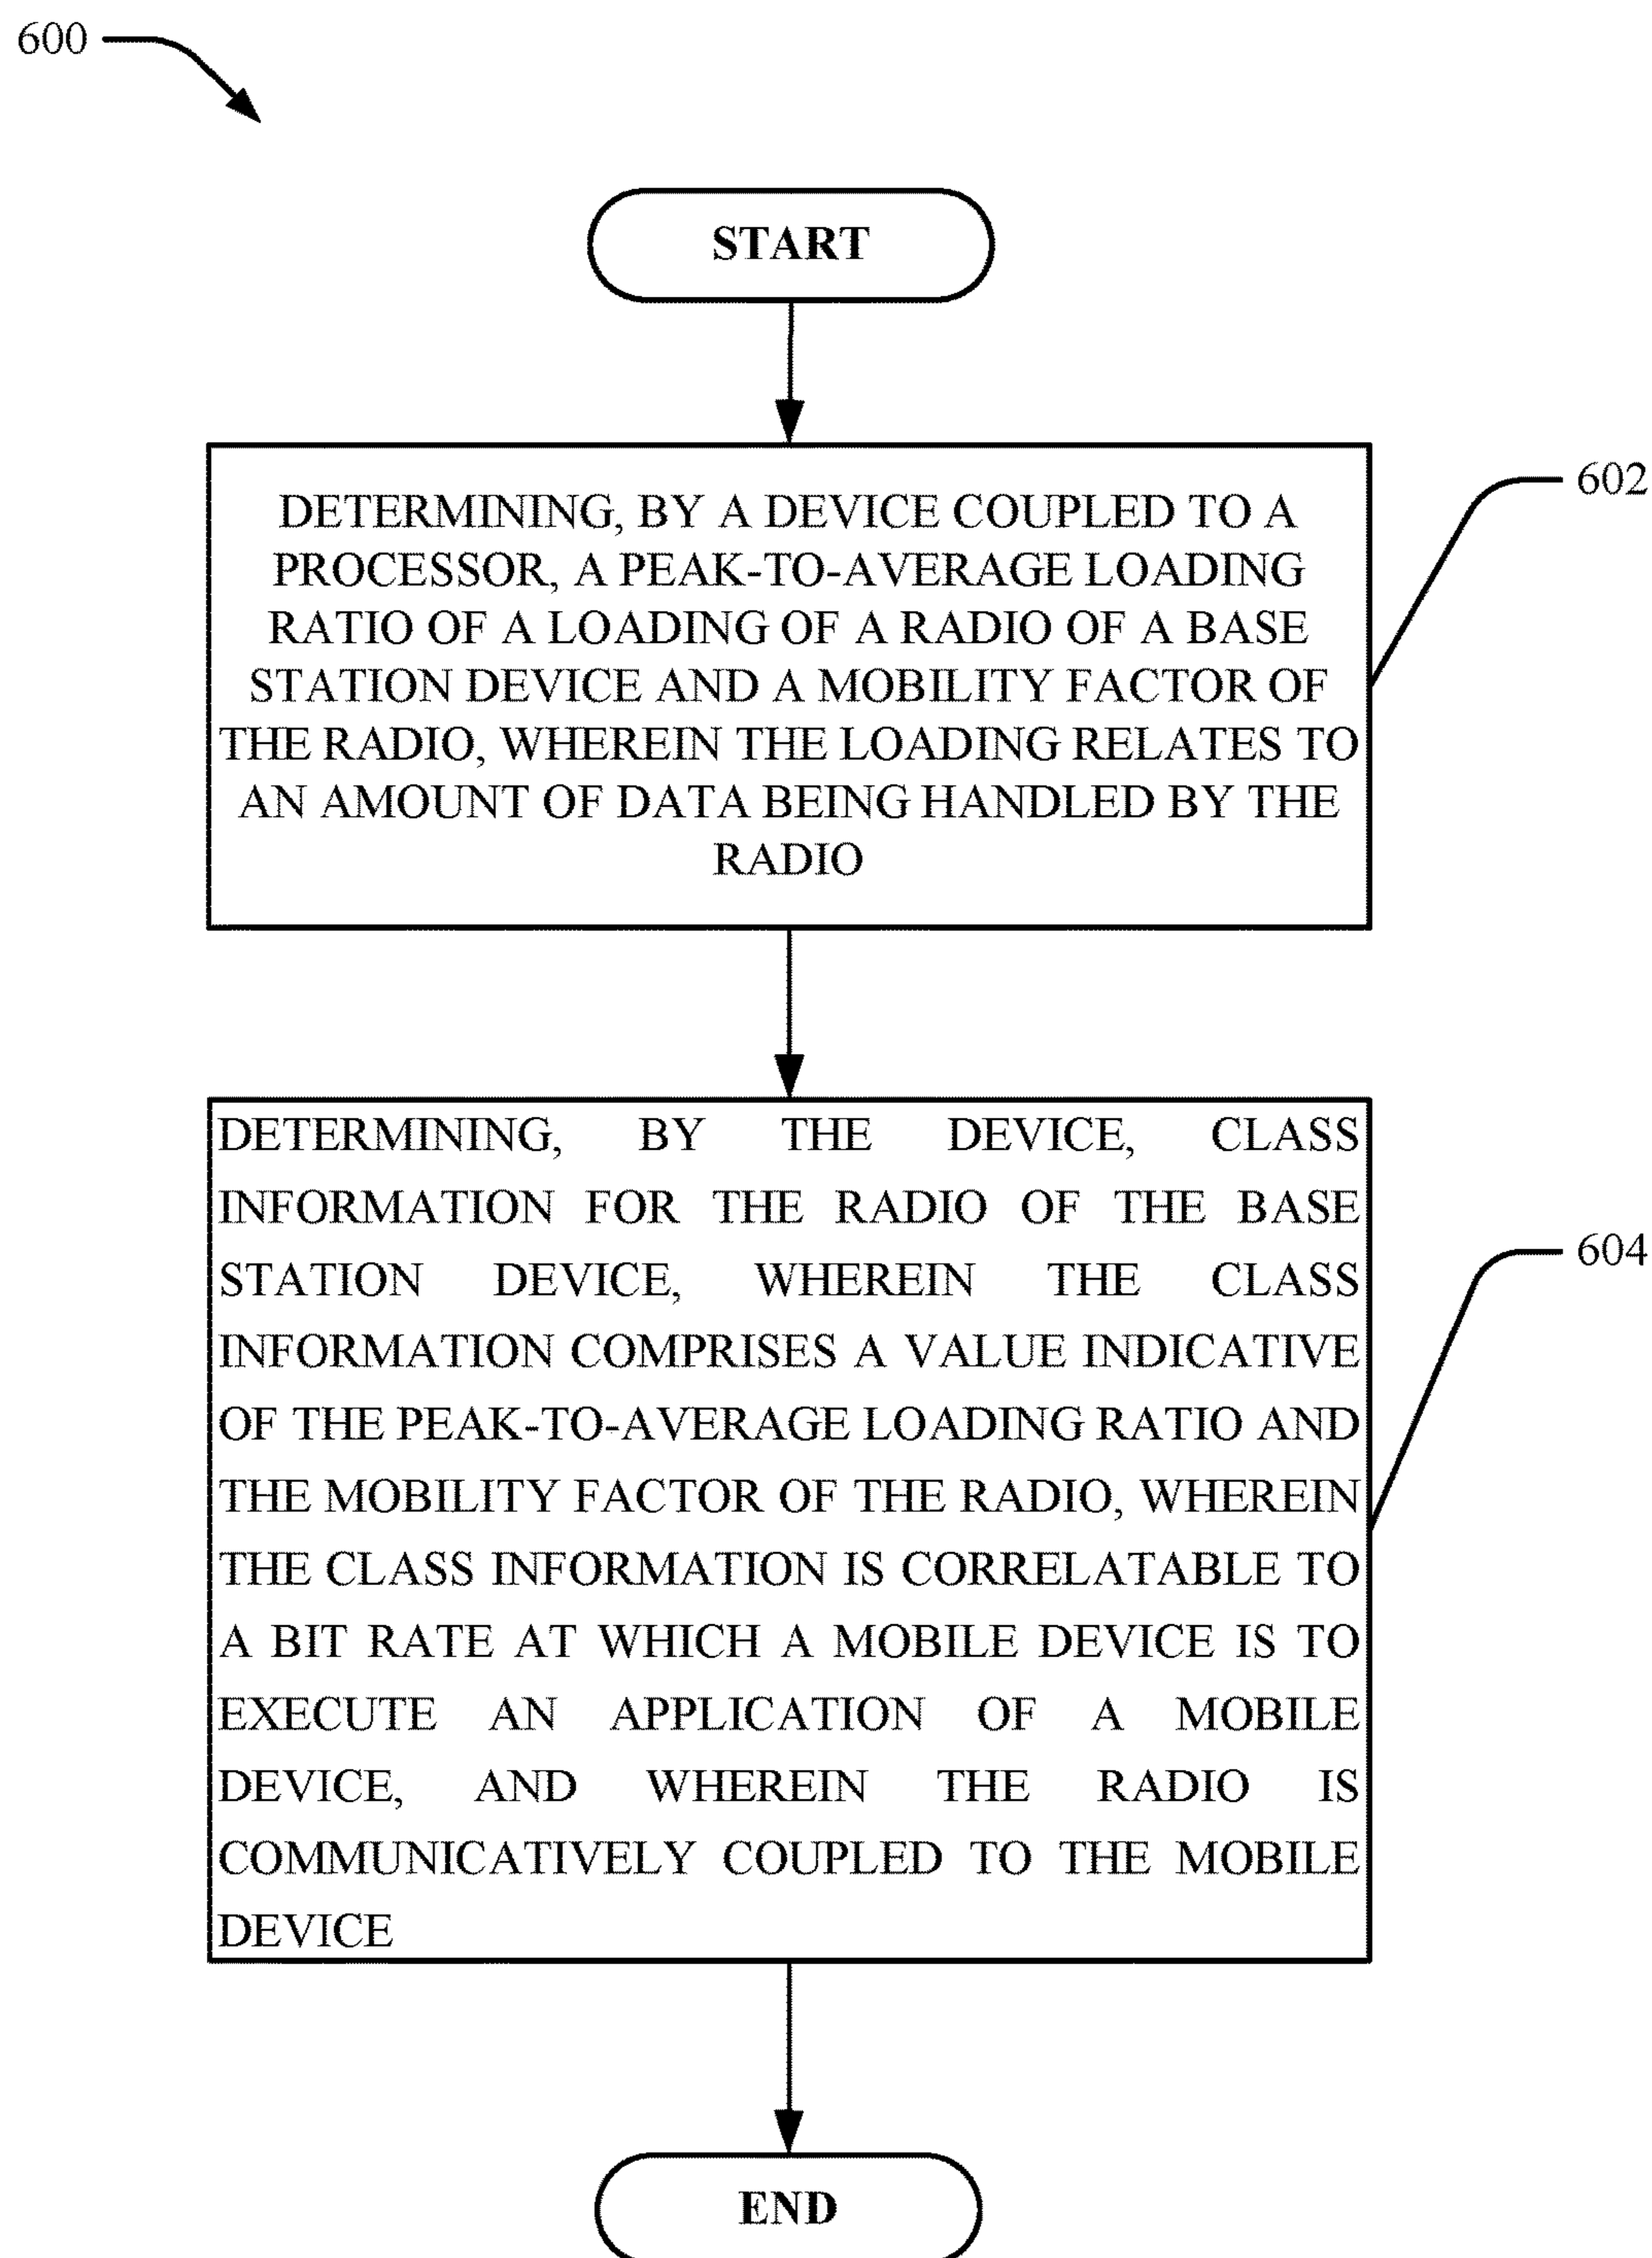 600
START
DETERMINING, BY A DEVICE COUPLED TO A
PROCESSOR, A PEAK-TO-AVERAGE LOADING
RATIO OF A LOADING OF A RADIO OF A BASE
STATION DEVICE AND A MOBILITY FACTOR OF
THE RADIO, WHEREIN THE LOADING RELATES TO
AN AMOUNT OF DATA BEING HANDLED BY THE
RADIO
602
DETERMINING, BY THE DEVICE, CLASS
INFORMATION FOR THE RADIO OF THE BASE
STATION DEVICE, WHEREIN THE CLASS
INFORMATION COMPRISES A VALUE INDICATIVE
OF THE PEAK-TO-AVERAGE LOADING RATIO AND
THE MOBILITY FACTOR OF THE RADIO, WHEREIN
THE CLASS INFORMATION IS CORRELATABLE TO
A BIT RATE AT WHICH A MOBILE DEVICE IS TO
EXECUTE AN APPLICATION OF A MOBILE
DEVICE, AND WHEREIN THE RADIO IS
COMMUNICATIVELY COUPLED TO THE MOBILE
DEVICE
604
END